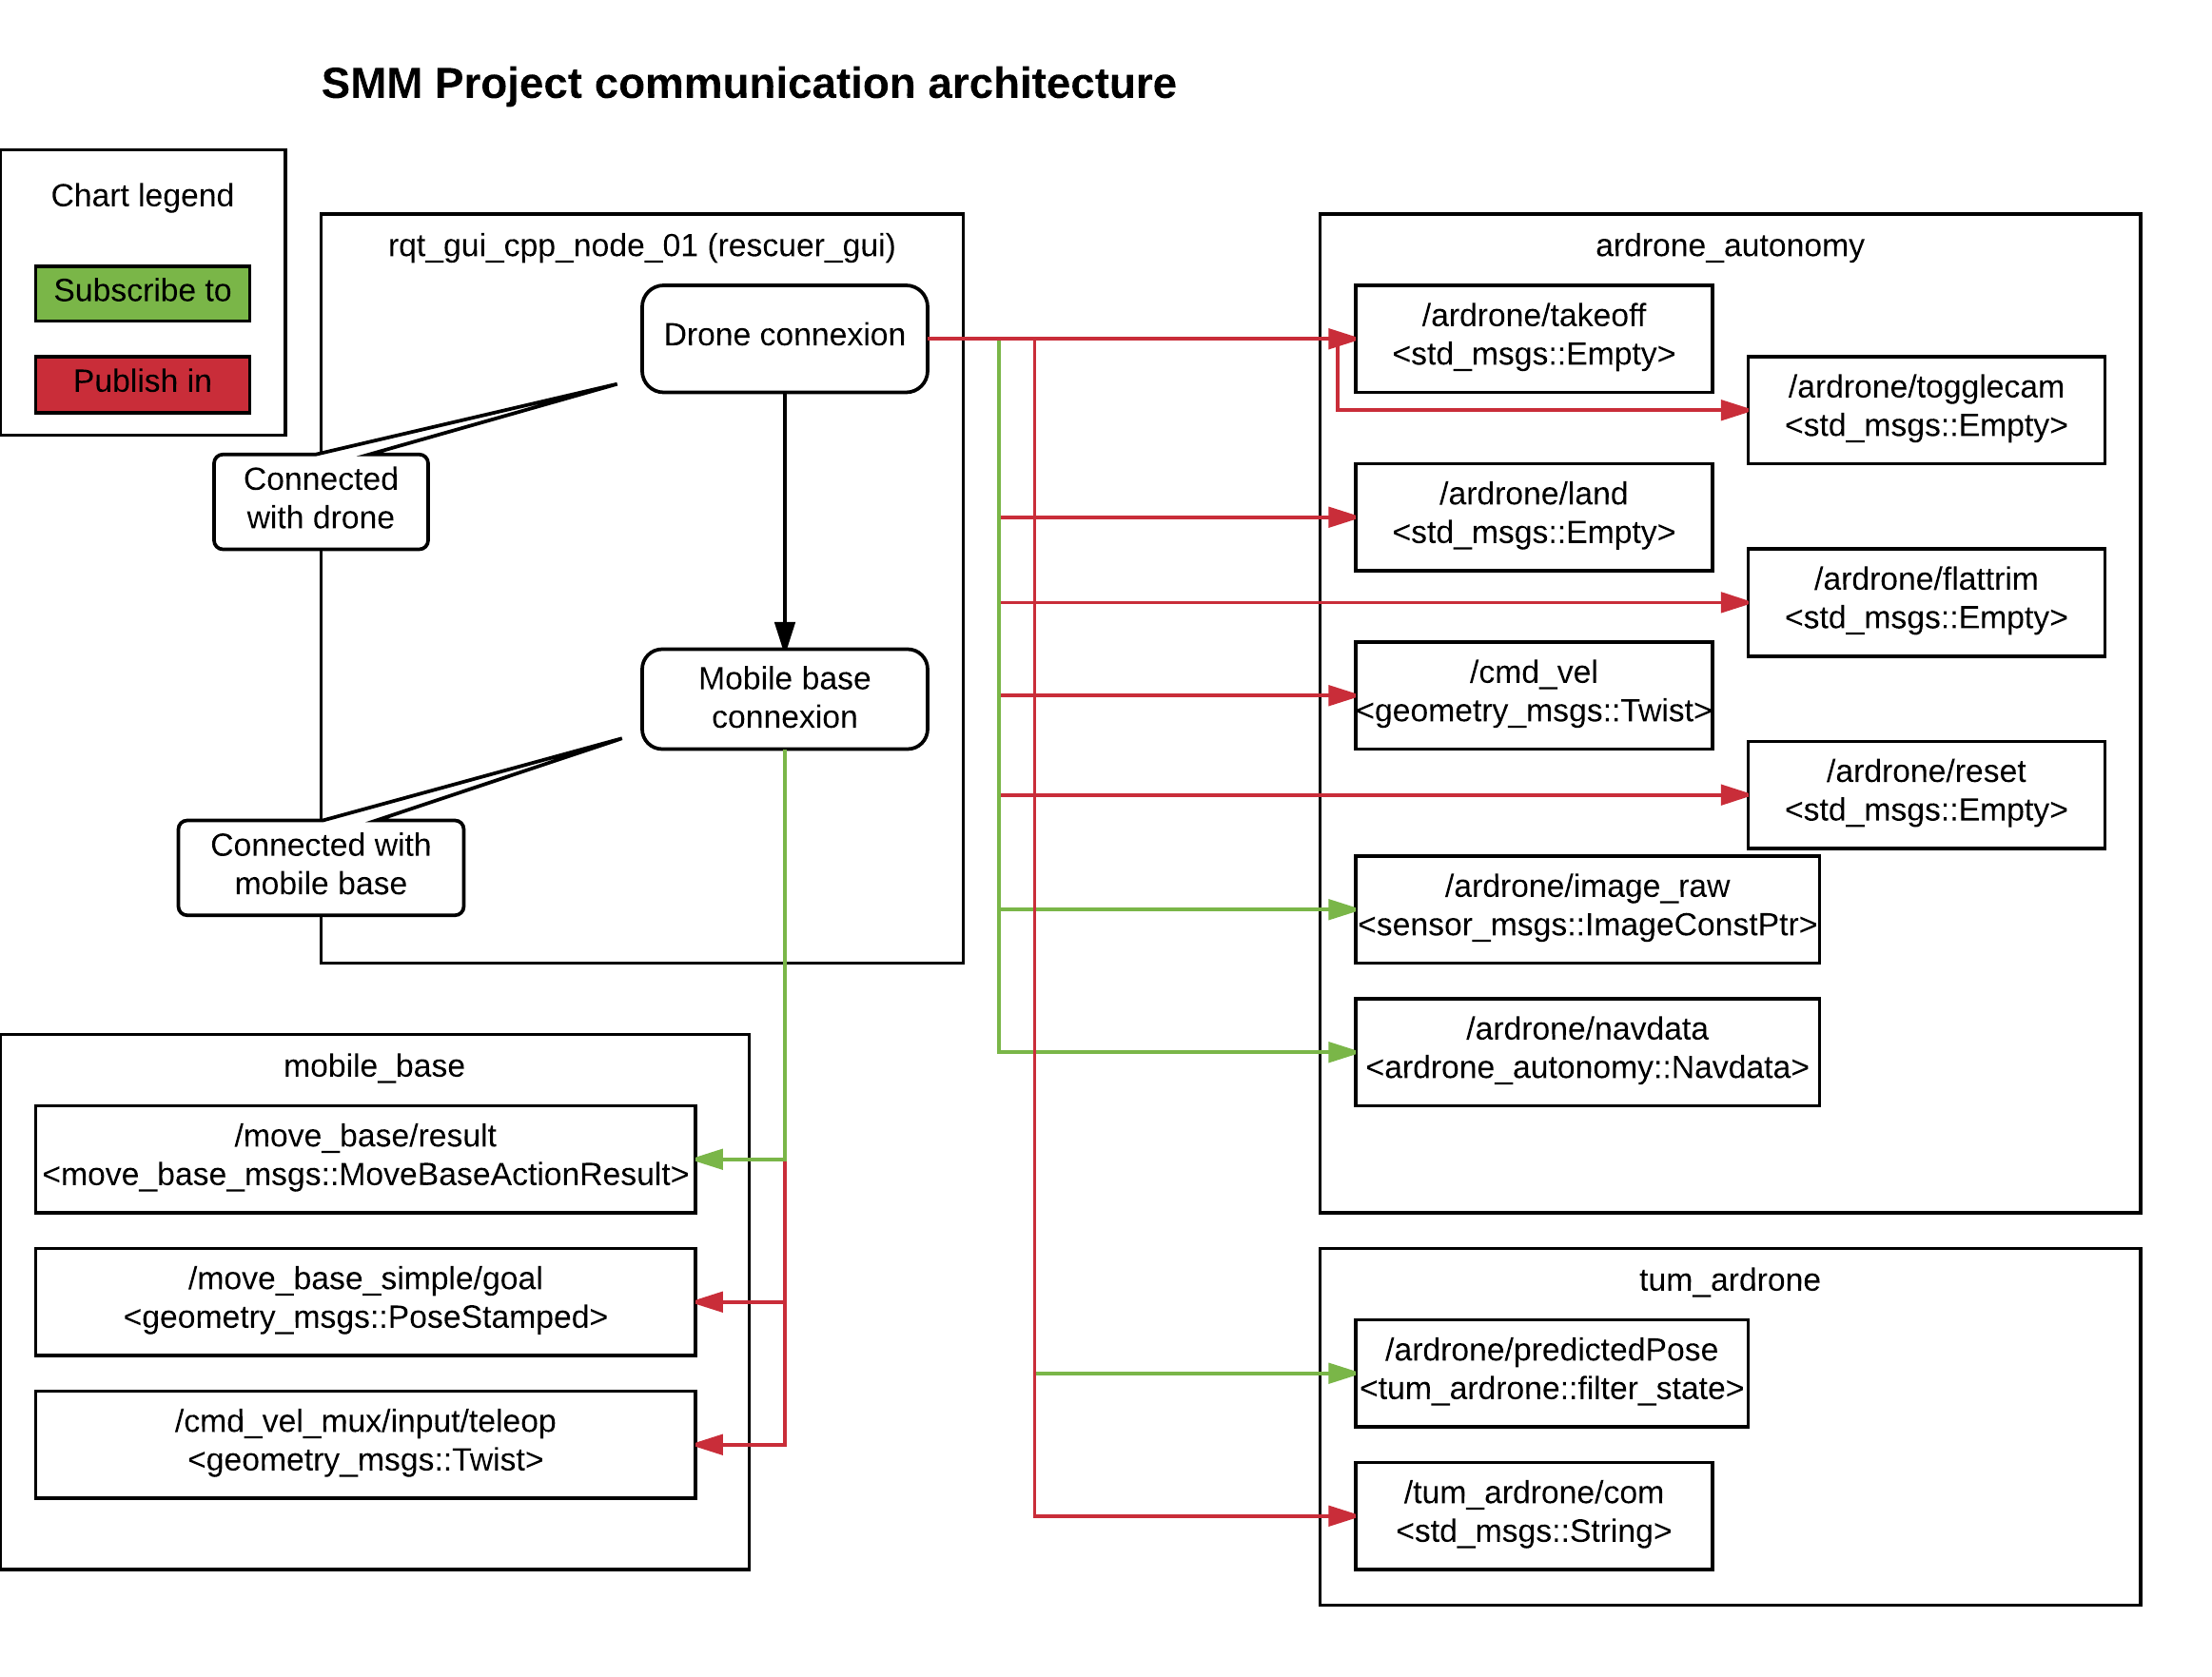 SMM Project communication architecture
Chart legend
Subscribe to
Publish in
rqt_gui_cpp_node_01 (rescuer_gui)
Drone connexion
Connected
with drone
Mobile base
connexion
Connected with
mobile base
mobile_base
/move_base/result
<move_base_msgs::MoveBaseActionResult>
/move_base_simple/goal
<geometry_msgs::PoseStamped>
/cmd_vel_mux/input/teleop
<geometry_msgs::Twist>
ardrone_autonomy
/ardrone/takeoff
<std_msgs::Empty>
/ardrone/togglecam
<std_msgs::Empty>
/ardrone/land
<std_msgs::Empty>
/ardrone/flattrim
<std_msgs::Empty>
/cmd_vel
<geometry_msgs::Twist>
/ardrone/reset
<std_msgs::Empty>
/ardrone/image_raw
<sensor_msgs::ImageConstPtr>
/ardrone/navdata
<ardrone_autonomy::Navdata>
tum_ardrone
/ardrone/predictedPose
<tum_ardrone::filter_state>
/tum_ardrone/com
<std_msgs::String>